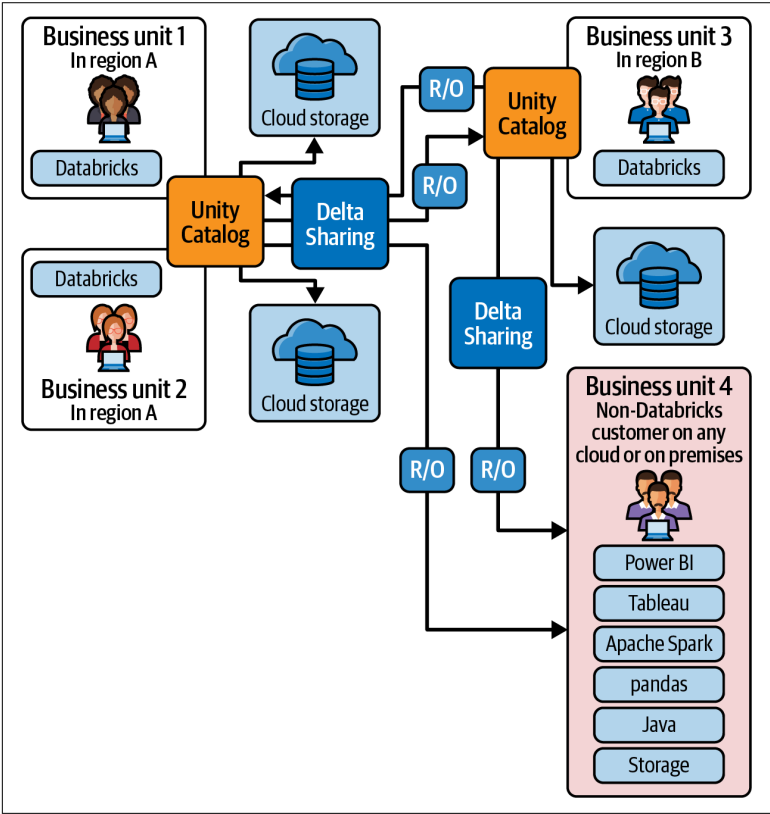 Business unit 1
In region A
Databricks
Cloud storage
R/O
Unity
Catalog
Business unit 3
In region B
Databricks
R/O
Unity
Catalog
Delta
Sharing
Databricks
Business unit 2
In region A
Cloud storage
Delta
Sharing
Cloud storage
R/O
R/O
Business unit 4
Non-Databricks
customer on any
cloud or on premises
Power BI
Tableau
Apache Spark
pandas
Java
Storage